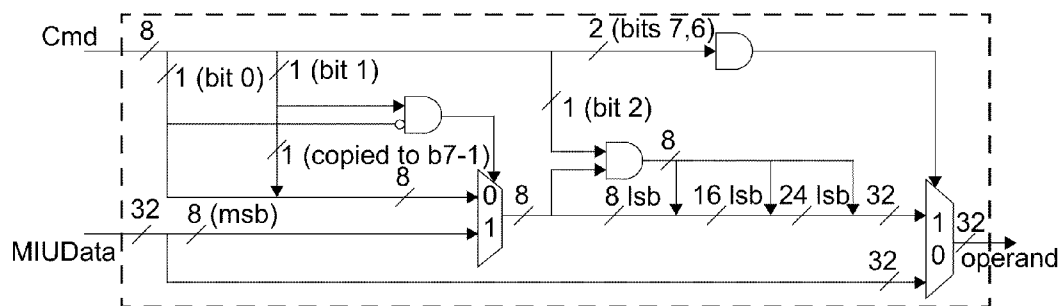 Cmd
8
2 (bits 7,6)
1 (bit 0)
1 (bit 1)
1 (bit 2)
1 (copied to b7-1)
8
8
0
1
8
8 lsb
16 lsb
24 lsb
32
32
8 (msb)
MIUData
1
0
32
operand
32